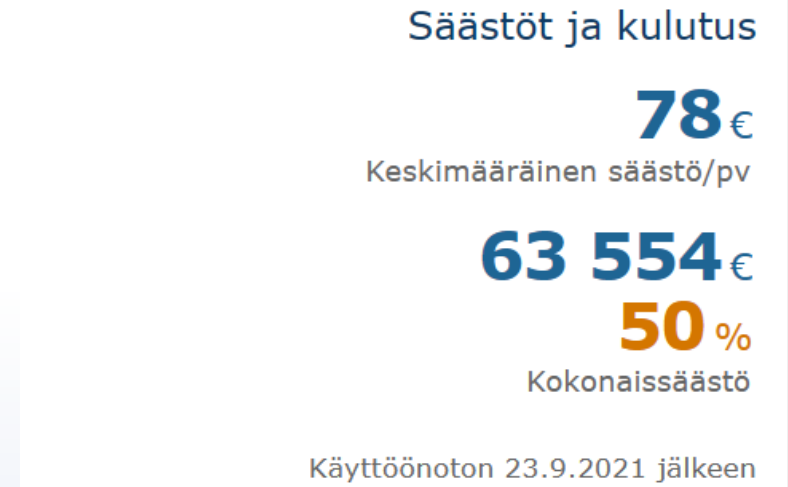 Säästöt ja kulutus
78 €
Keskimääräinen säästö/pv
63 554 €
50 %
Kokonaissäästö
Käyttöönoton 23.9.2021 jälkeen